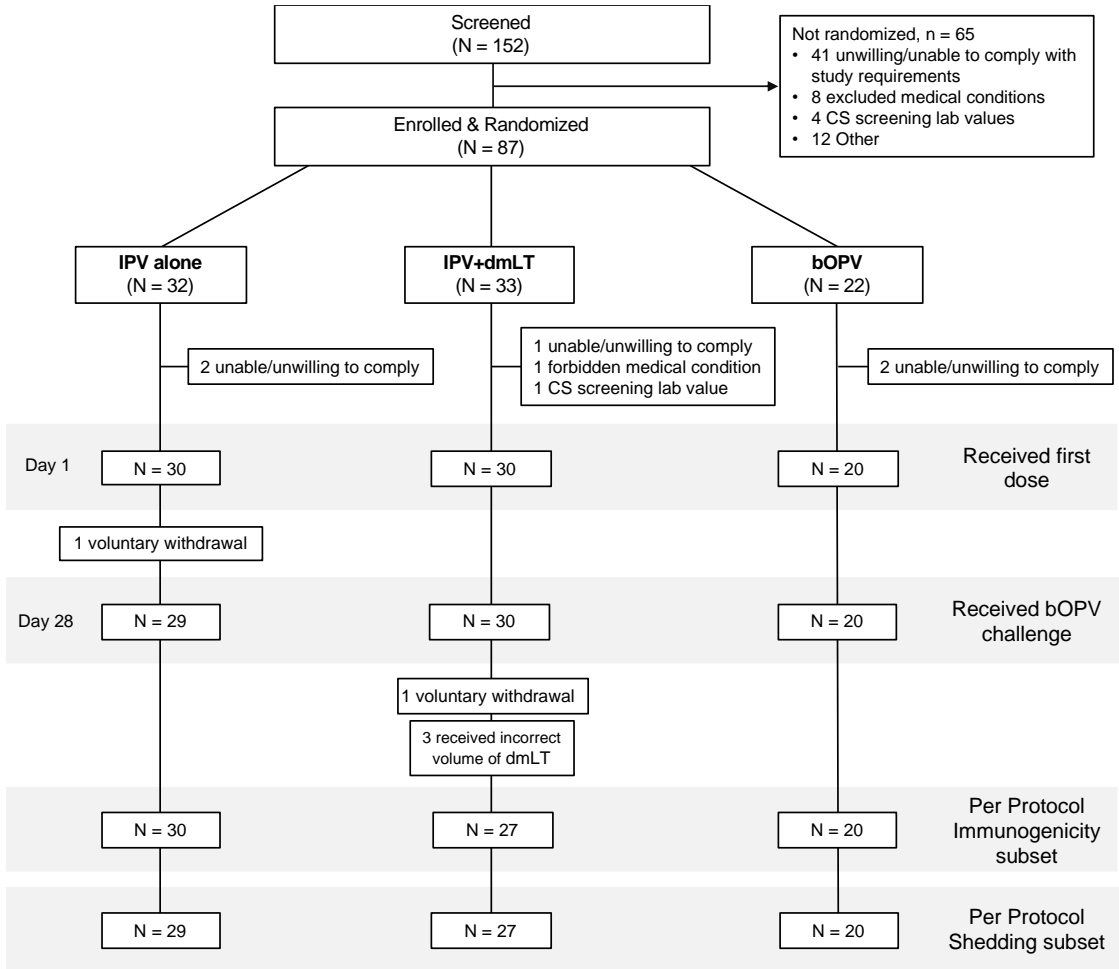 Screened
(N = 152)
Not randomized, n = 65
• 41 unwilling/unable to comply with
study requirements
• 8 excluded medical conditions
• 4 CS screening lab values
• 12 Other
Enrolled & Randomized
(N = 87)
IPV alone
(N = 32)
IPV+dmLT
(N = 33)
bOPV
(N = 22)
2 unable/unwilling to comply
1 unable/unwilling to comply
1 forbidden medical condition
1 CS screening lab value
2 unable/unwilling to comply
Day 1
N = 30
N = 30
N = 20
Received first
dose
1 voluntary withdrawal
Day 28
N = 29
N = 30
N = 20
Received bOPV
challenge
1 voluntary withdrawal
3 received incorrect
volume of dmLT
N = 30
N = 27
N = 20
Per Protocol
Immunogenicity
subset
N = 29
N = 27
N = 20
Per Protocol
Shedding subset